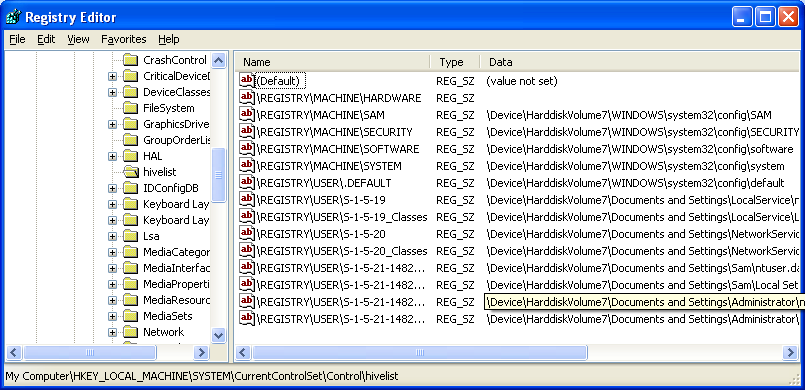 Registry Editor
File Edit View Favorites Help
CrashControl
CriticalDeviceD
DeviceClasses
FileSystem
GraphicsDrive
GroupOrderLis
HAL
hivelist
IDConfigDB
Keyboard Lay
Keyboard Lay
Lsa
MediaCategor
MediaInterfac
MediaProperti
MediaResourc
MediaSets
Network
Name Type Data
(Default) REG_SZ (value not set)
\REGISTRY\MACHINE\HARDWARE REG_SZ
\REGISTRY\MACHINE\SAM REG_SZ \Device\HarddiskVolume7\WINDOWS\system32\config\SAM
\REGISTRY\MACHINE\SECURITY REG_SZ \Device\HarddiskVolume7\WINDOWS\system32\config\SECURITY
\REGISTRY\MACHINE\SOFTWARE REG_SZ \Device\HarddiskVolume7\WINDOWS\system32\config\software
\REGISTRY\MACHINE\SYSTEM REG_SZ \Device\HarddiskVolume7\WINDOWS\system32\config\system
\REGISTRY\USER\.DEFAULT REG_SZ \Device\HarddiskVolume7\WINDOWS\system32\config\default
\REGISTRY\USER\S-1-5-19 REG_SZ \Device\HarddiskVolume7\Documents and Settings\LocalService\n
\REGISTRY\USER\S-1-5-19_Classes REG_SZ \Device\HarddiskVolume7\Documents and Settings\LocalService\L
\REGISTRY\USER\S-1-5-20 REG_SZ \Device\HarddiskVolume7\Documents and Settings\NetworkService
\REGISTRY\USER\S-1-5-20_Classes REG_SZ \Device\HarddiskVolume7\Documents and Settings\NetworkService
\REGISTRY\USER\S-1-5-21-1482... REG_SZ \Device\HarddiskVolume7\Documents and Settings\Sam\ntuser.da
\REGISTRY\USER\S-1-5-21-1482... REG_SZ \Device\HarddiskVolume7\Documents and Settings\Sam\Local Set
\REGISTRY\USER\S-1-5-21-1482... REG_SZ \Device\HarddiskVolume7\Documents and Settings\Administrator\n
\REGISTRY\USER\S-1-5-21-1482... REG_SZ \Device\HarddiskVolume7\Documents and Settings\Administrator\
My Computer\HKEY_LOCAL_MACHINE\SYSTEM\CurrentControlSet\Control\hivelist